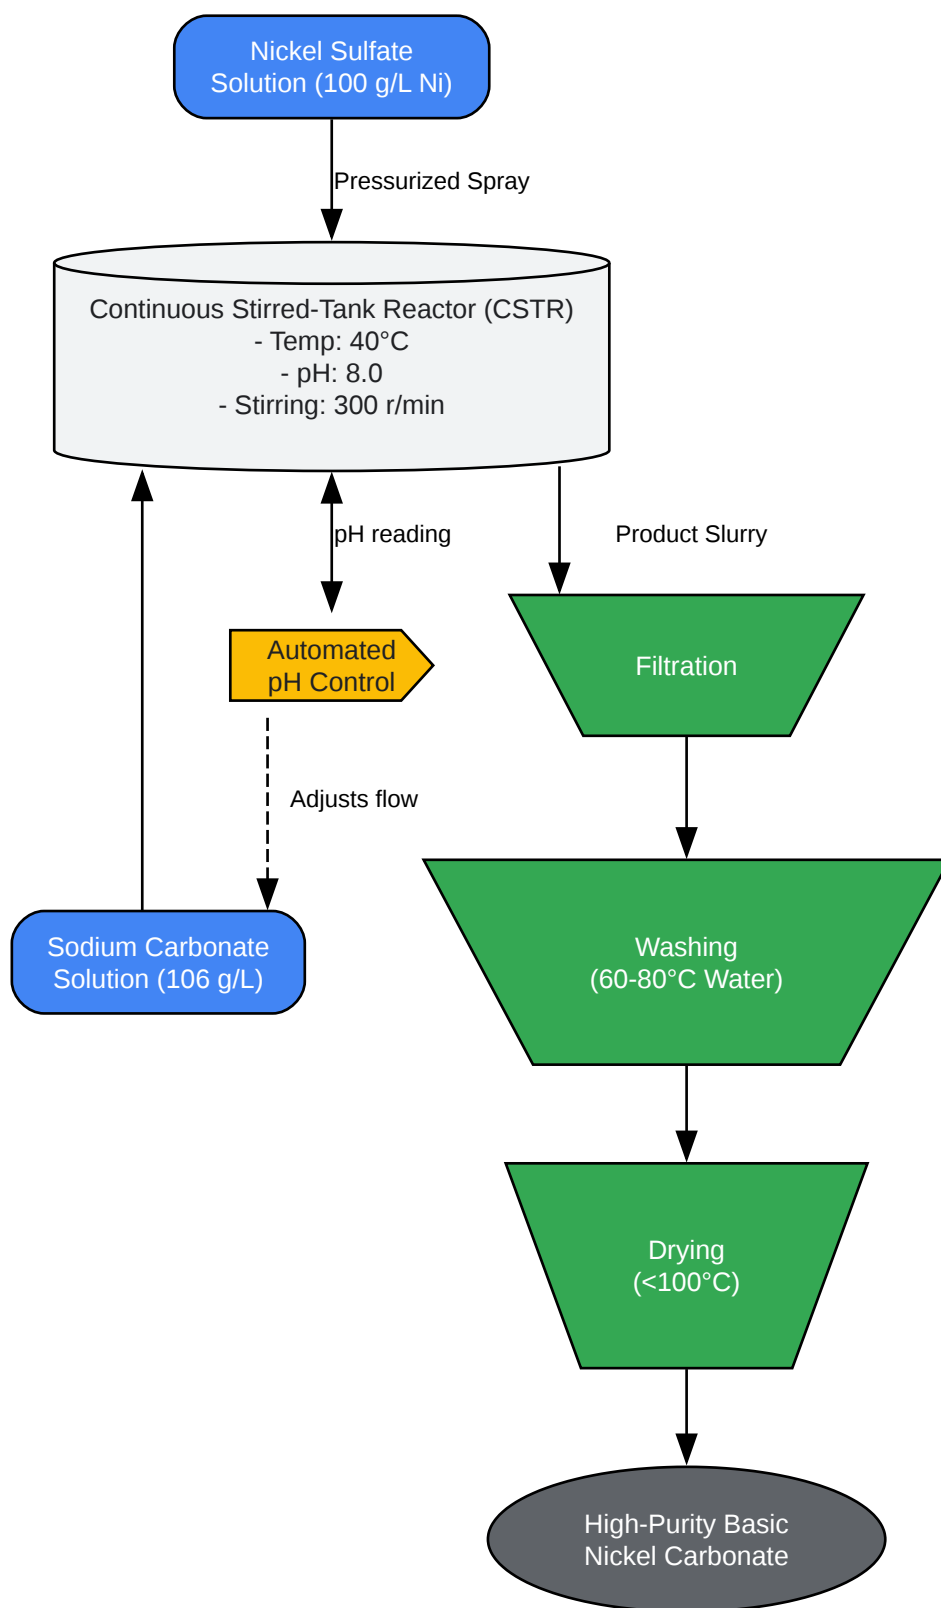 Nickel Sulfate
Solution (100 g/L Ni)
Pressurized Spray
Continuous Stirred-Tank Reactor (CSTR)
- Temp: 40°C
- pH: 8.0
- Stirring: 300 r/min
pH reading
Product Slurry
Automated
pH Control
Filtration
Adjusts flow
Sodium Carbonate
Solution (106 g/L)
Washing
(60-80°C Water)
Drying
(<100°C)
High-Purity Basic
Nickel Carbonate